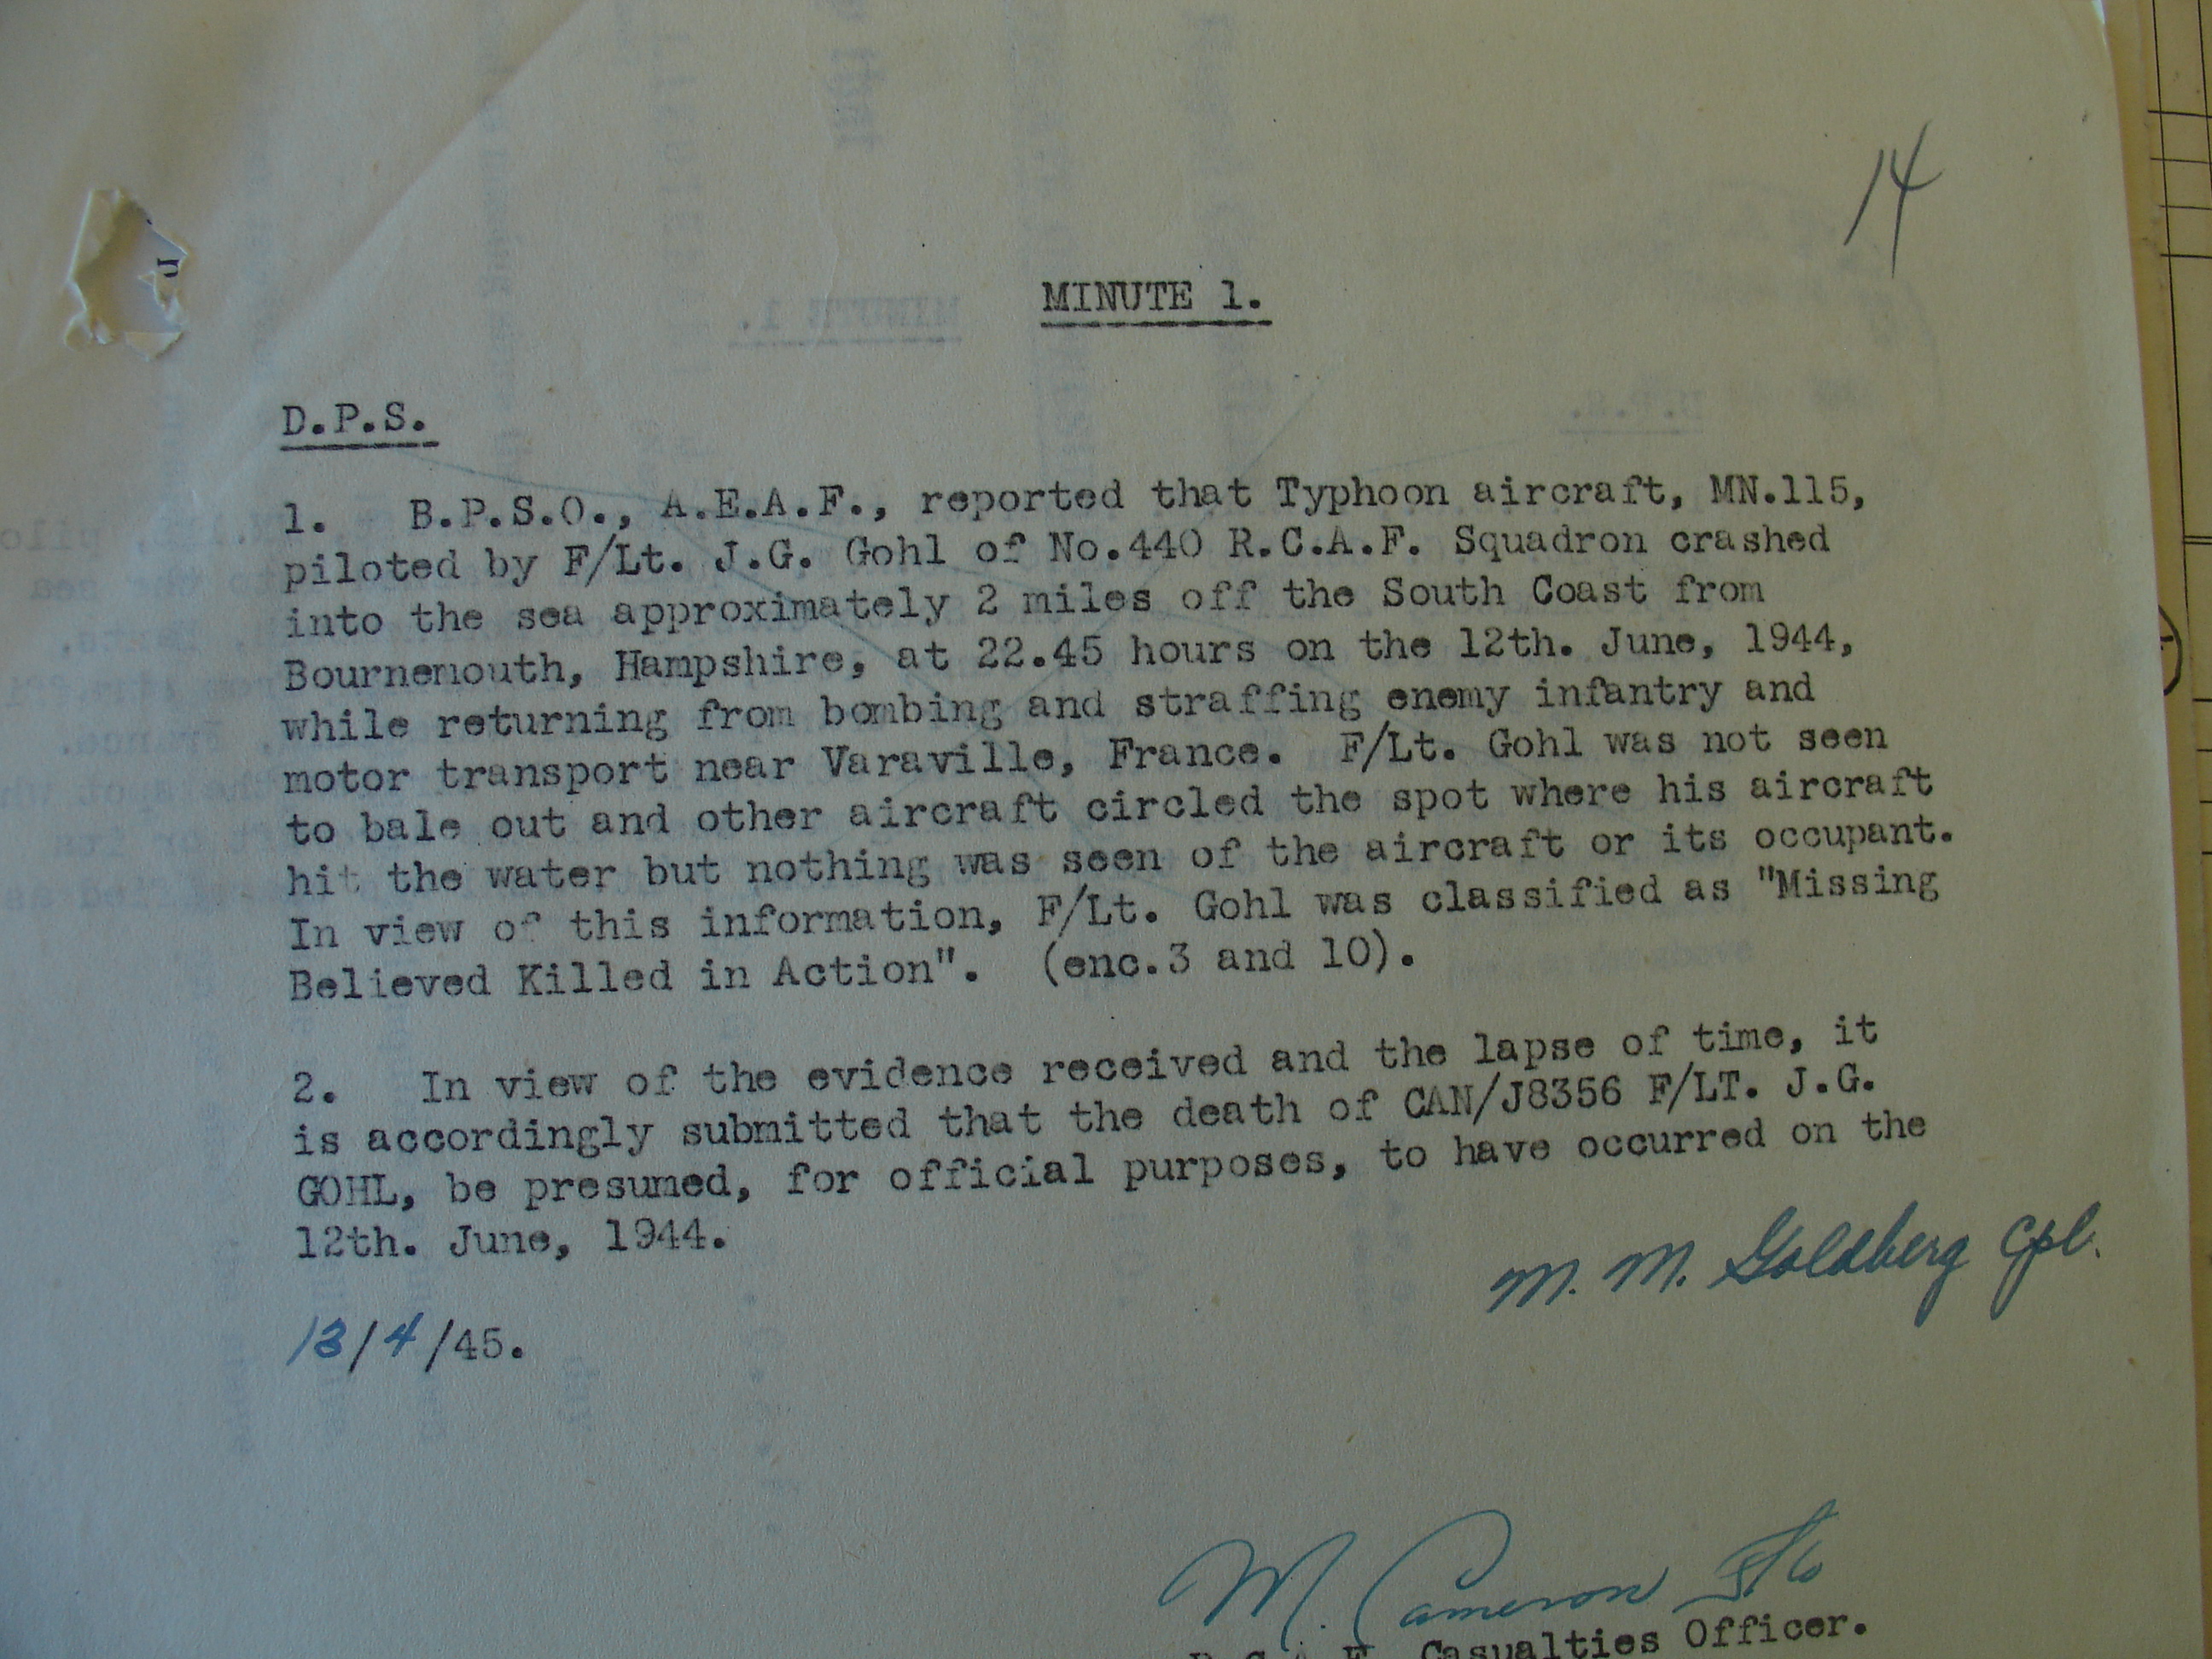 14
MINUTE 1.
D.P.S.
1. B.P.S.O., A.E.A.F., reported that Typhoon aircraft, MN.115,
piloted by F/Lt. J.G. Gohl of No.440 R.C.A.F. Squadron crashed
into the sea approximately 2 miles off the South Coast from
Bournemouth, Hampshire, at 22.45 hours on the 12th. June, 1944,
while returning from bombing and straffing enemy infantry and
motor transport near Varaville, France. F/Lt. Gohl was not seen
to bale out and other aircraft circled the spot where his aircraft
hit the water but nothing was seen of the aircraft or its occupant.
In view of this information, F/Lt. Gohl was classified as "Missing
Believed Killed in Action". (enc.3 and 10).
2. In view of the evidence received and the lapse of time, it
is accordingly submitted that the death of CAN/J8356 F/LT. J.G.
GOHL, be presumed, for official purposes, to have occurred on the
12th. June, 1944.
M. M. Goldberg Cpl.
13/4/45.
M. Cameron F/O
R.C.A.F. Casualties Officer.